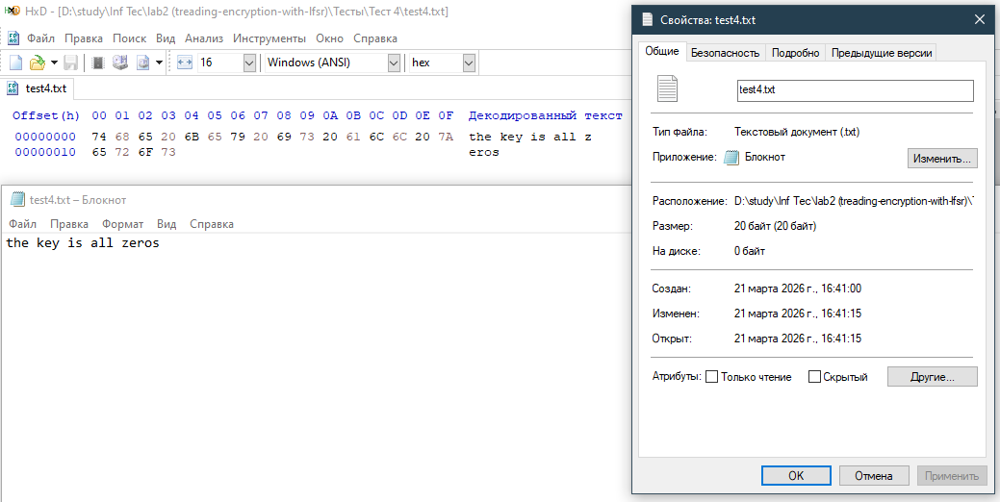 HxD - [D:\study\Inf Tec\lab2 (treading-encryption-with-lfsr)\Тесты\Тест 4\test4.txt]
Файл Правка Поиск Вид Анализ Инструменты Окно Справка
16 Windows (ANSI) hex
test4.txt
Offset(h) 00 01 02 03 04 05 06 07 08 09 0A 0B 0C 0D 0E 0F Декодированный текст
00000000 74 68 65 20 6B 65 79 20 69 73 20 61 6C 6C 20 7A the key is all z
00000010 65 72 6F 73 eros
test4.txt – Блокнот
Файл Правка Формат Вид Справка
the key is all zeros
Свойства: test4.txt
Общие Безопасность Подробно Предыдущие версии
test4.txt
Тип файла: Текстовый документ (.txt)
Приложение: Блокнот Изменить...
Расположение: D:\study\Inf Tec\lab2 (treading-encryption-with-lfsr)\
Размер: 20 байт (20 байт)
На диске: 0 байт
Создан: 21 марта 2026 г., 16:41:00
Изменен: 21 марта 2026 г., 16:41:15
Открыт: 21 марта 2026 г., 16:41:15
Атрибуты: Только чтение Скрытый Другие...
OK Отмена Применить